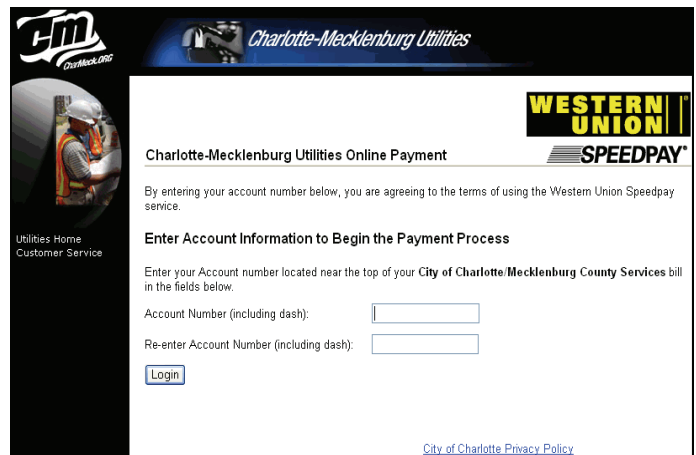 cm
CharMeck.ORG
Charlotte-Mecklenburg Utilities
WESTERN
UNION
SPEEDPAY
Charlotte-Mecklenburg Utilities Online Payment
By entering your account number below, you are agreeing to the terms of using the Western Union Speedpay
service.
Utilities Home
Customer Service
Enter Account Information to Begin the Payment Process
Enter your Account number located near the top of your City of Charlotte/Mecklenburg County Services bill
in the fields below.
Account Number (including dash):
Re-enter Account Number (including dash):
Login
City of Charlotte Privacy Policy